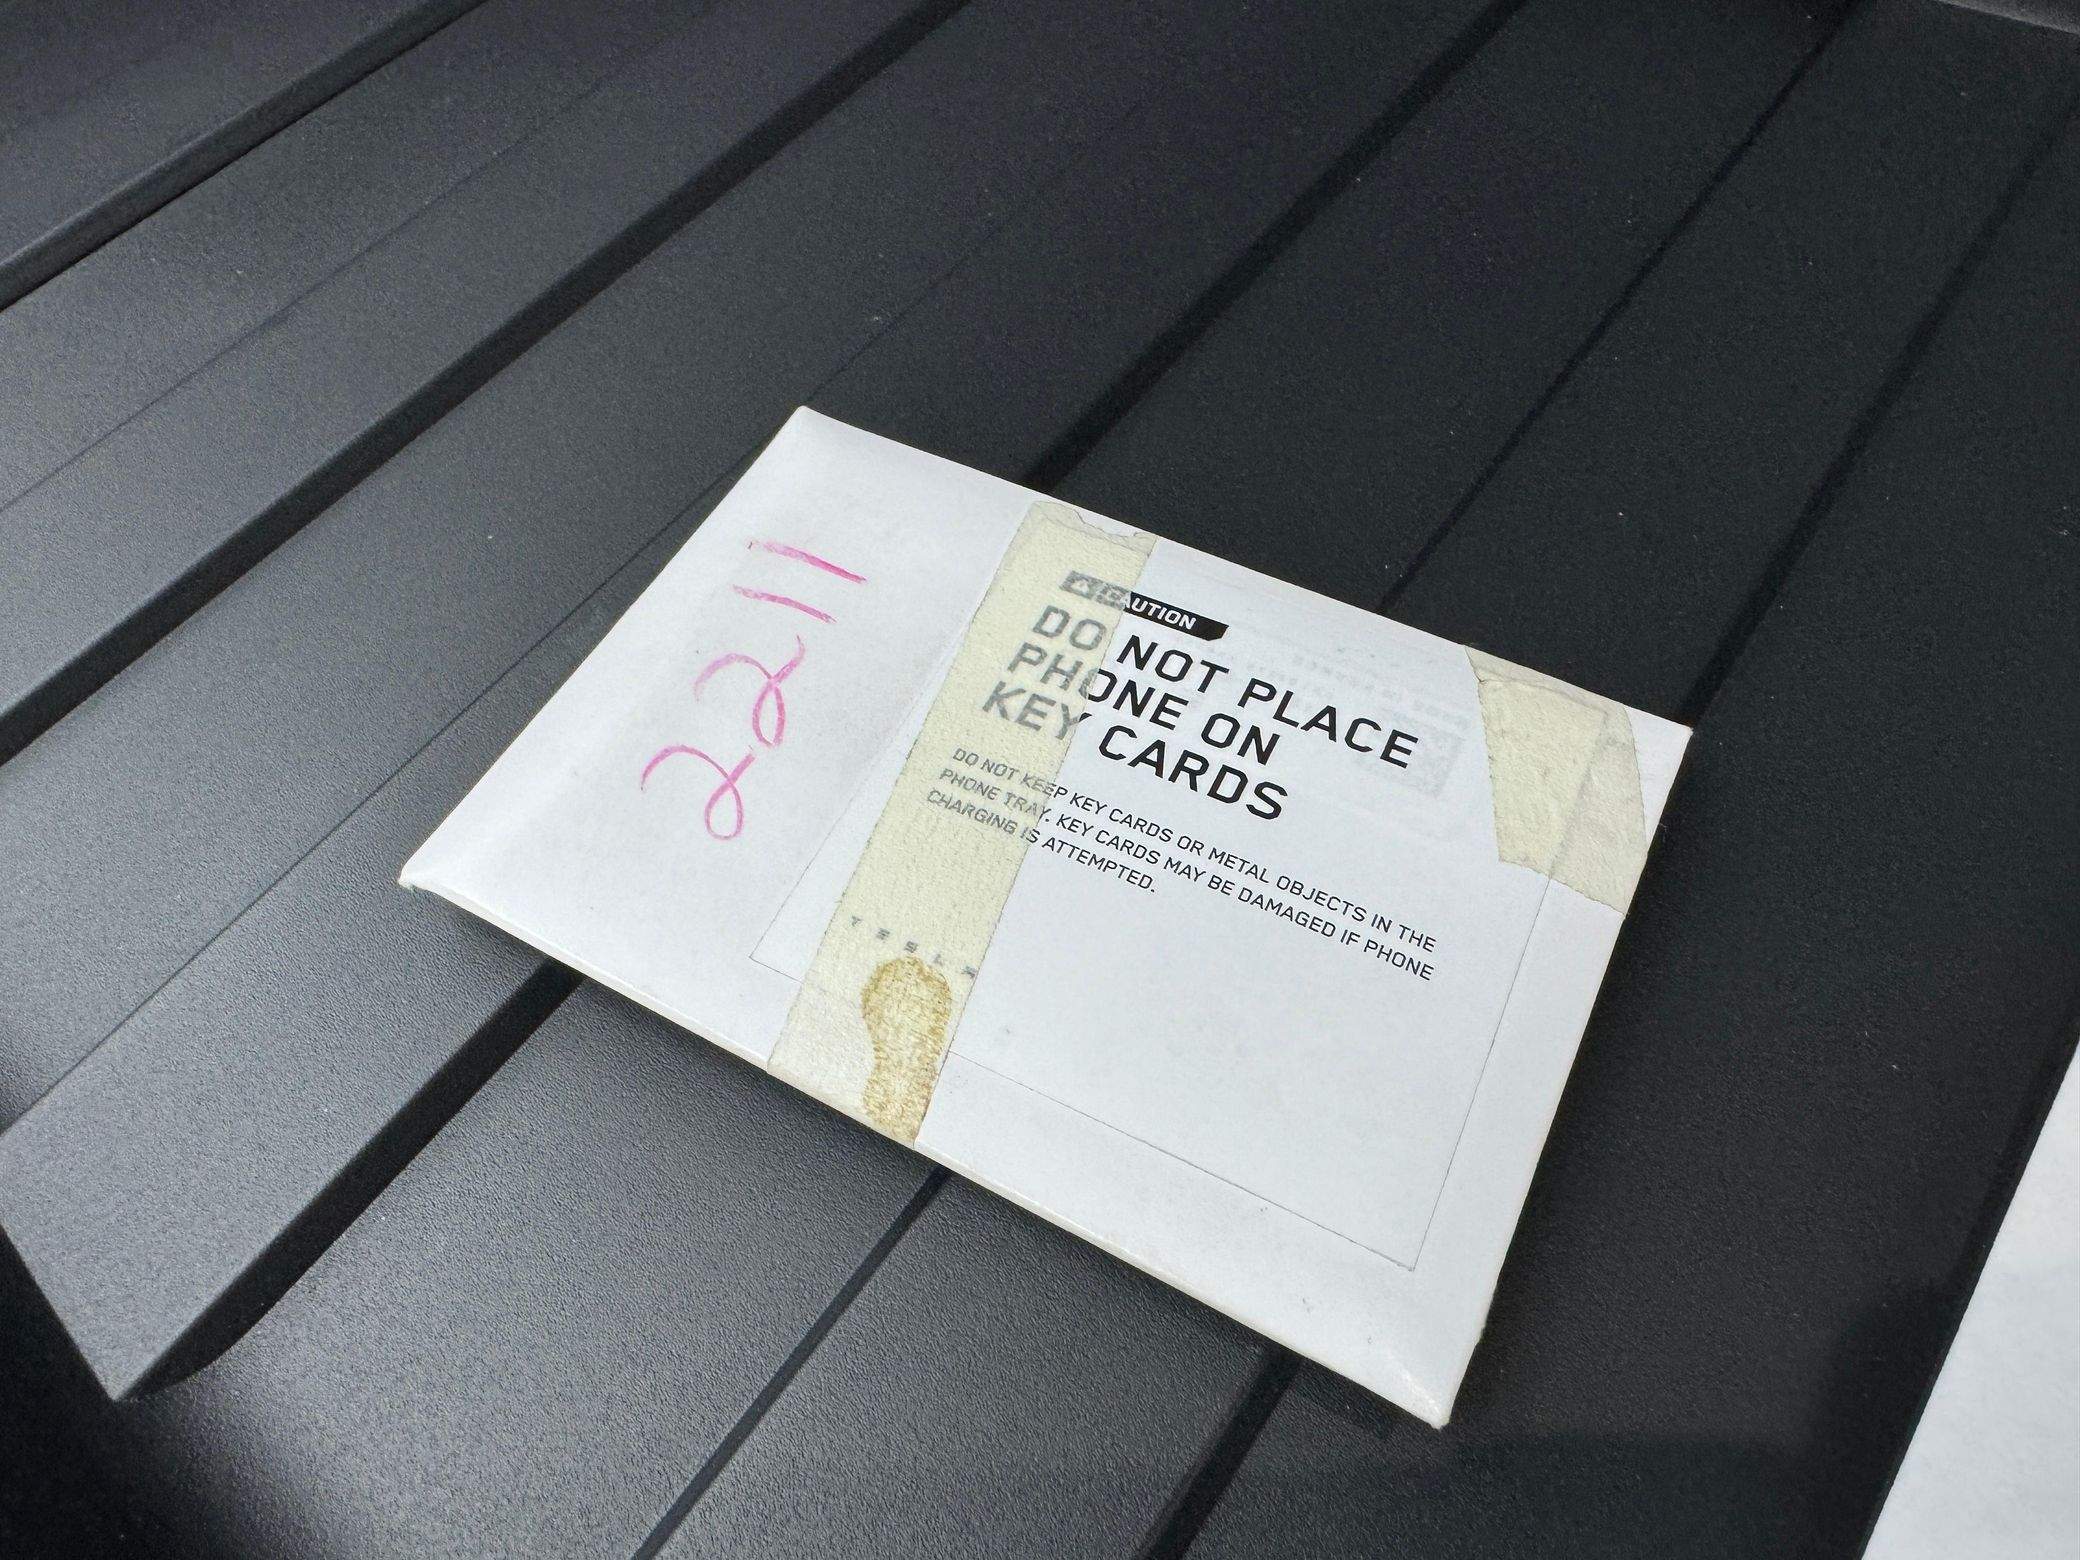 2211
CAUTION
DO NOT PLACE
PHONE ON
KEY CARDS
DO NOT KEEP KEY CARDS OR METAL OBJECTS IN THE
PHONE TRAY. KEY CARDS MAY BE DAMAGED IF PHONE
CHARGING IS ATTEMPTED.
TESLA